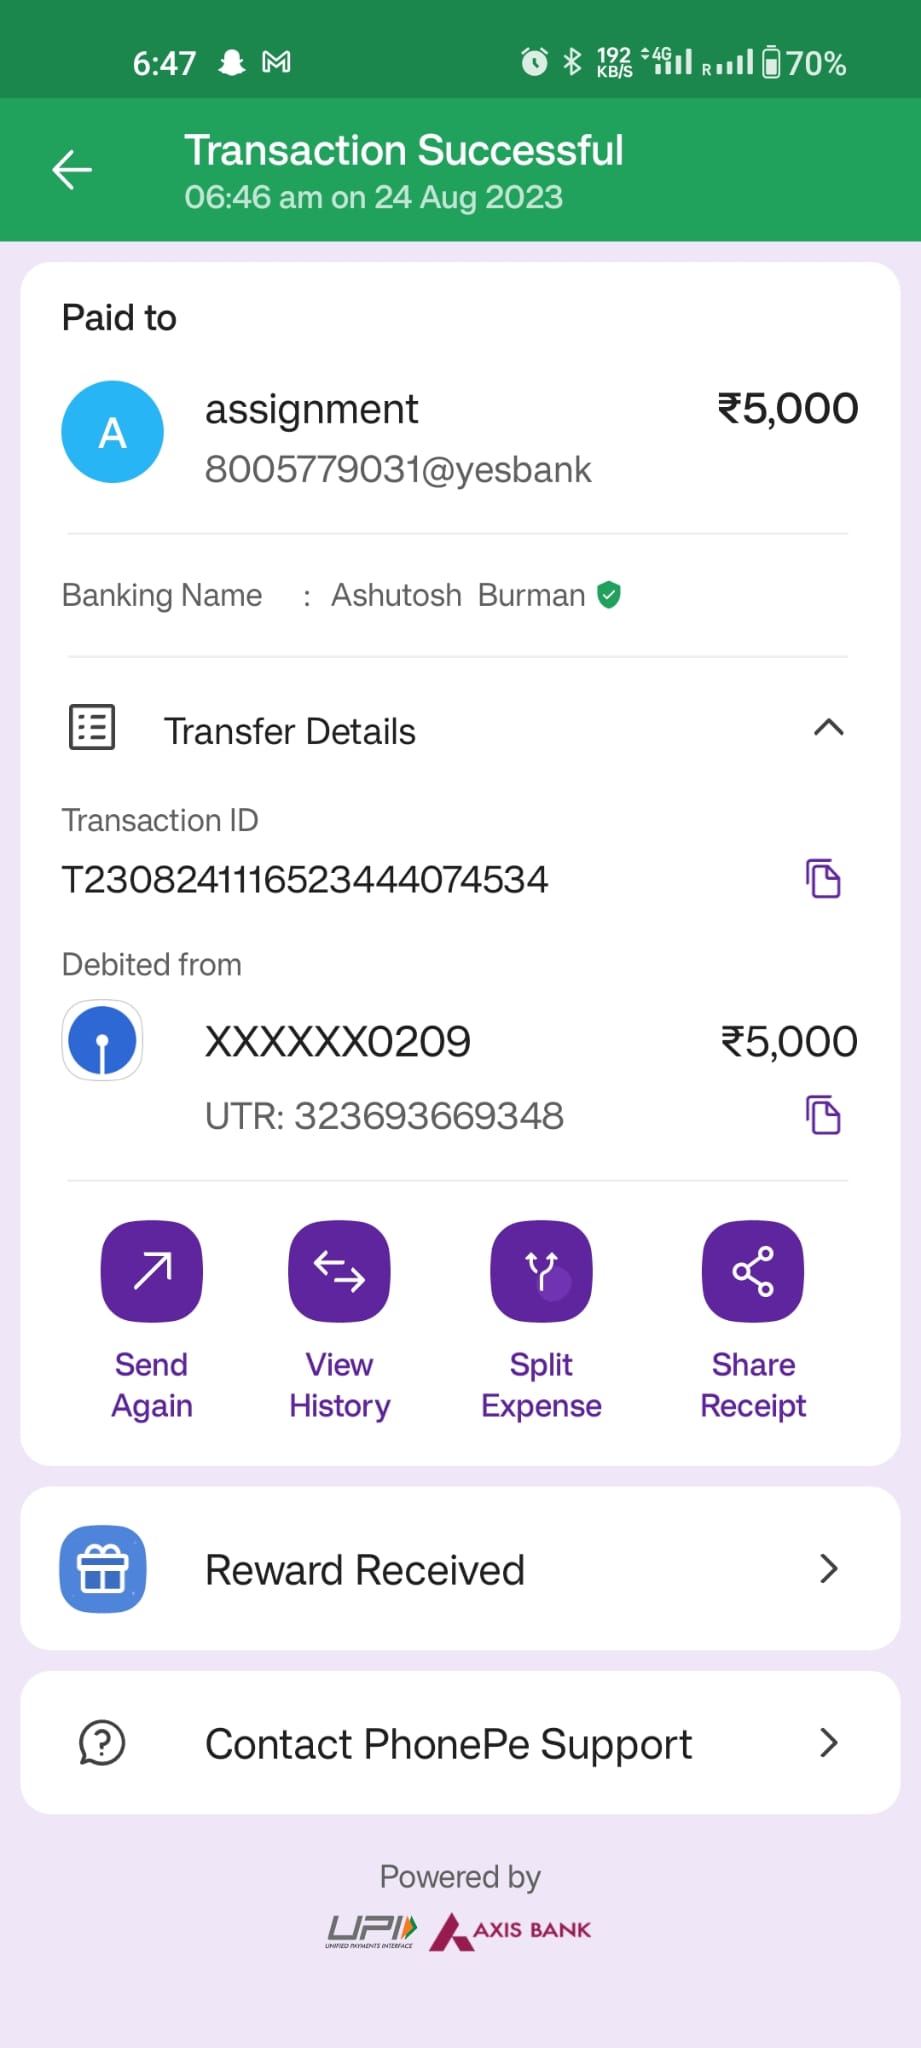 6:47 192 KB/S 4G R 70%
Transaction Successful
06:46 am on 24 Aug 2023
Paid to
A assignment ₹5,000
8005779031@yesbank
Banking Name : Ashutosh Burman
Transfer Details
Transaction ID
T2308241116523444074534
Debited from
XXXXXX0209 ₹5,000
UTR: 323693669348
Send Again
View History
Split Expense
Share Receipt
Reward Received
Contact PhonePe Support
Powered by
UPI AXIS BANK
UNIFIED PAYMENTS INTERFACE